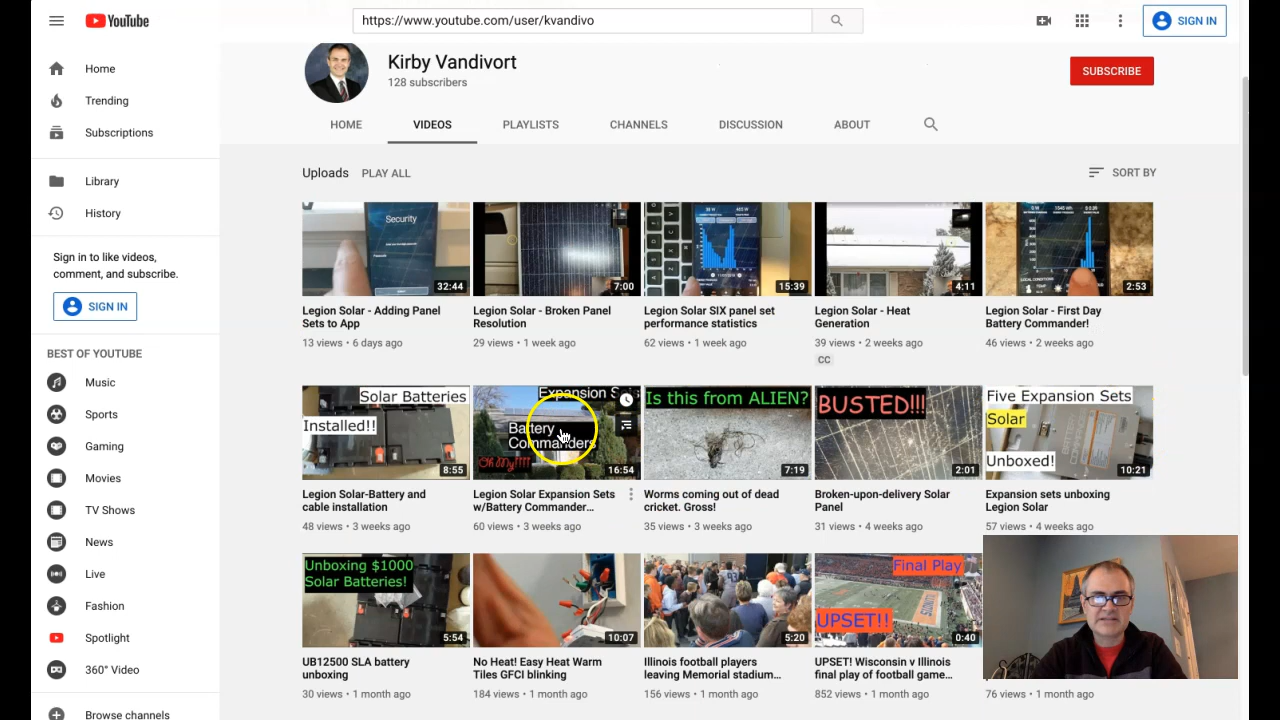 YouTube
https://www.youtube.com/user/kvandivo
SIGN IN
Home
Trending
Subscriptions
Library
History
Sign in to like videos,
comment, and subscribe.
SIGN IN
BEST OF YOUTUBE
Music
Sports
Gaming
Movies
TV Shows
News
Live
Fashion
Spotlight
360° Video
Browse channels
Kirby Vandivort
128 subscribers
SUBSCRIBE
HOME VIDEOS PLAYLISTS CHANNELS DISCUSSION ABOUT
Uploads PLAY ALL
SORT BY
Security
32:44
Legion Solar - Adding Panel
Sets to App
13 views • 6 days ago
7:00
Legion Solar - Broken Panel
Resolution
29 views • 1 week ago
15:39
Legion Solar SIX panel set
performance statistics
62 views • 1 week ago
4:11
Legion Solar - Heat
Generation
39 views • 2 weeks ago
CC
2:53
Legion Solar - First Day
Battery Commander!
46 views • 2 weeks ago
Solar Batteries
Installed!!
8:55
Legion Solar-Battery and
cable installation
48 views • 3 weeks ago
Expansion Sets
Battery
Commanders
Oh My!!!!
16:54
Legion Solar Expansion Sets
w/Battery Commander...
60 views • 3 weeks ago
Is this from ALIEN?
7:19
Worms coming out of dead
cricket. Gross!
35 views • 3 weeks ago
BUSTED!!!
2:01
Broken-upon-delivery Solar
Panel
31 views • 4 weeks ago
Five Expansion Sets
Solar
Unboxed!
10:21
Expansion sets unboxing
Legion Solar
57 views • 4 weeks ago
Unboxing $1000
Solar Batteries!
5:54
UB12500 SLA battery
unboxing
30 views • 1 month ago
10:07
No Heat! Easy Heat Warm
Tiles GFCI blinking
184 views • 1 month ago
5:20
Illinois football players
leaving Memorial stadium...
156 views • 1 month ago
Final Play
UPSET!!
0:40
UPSET! Wisconsin v Illinois
final play of football game...
852 views • 1 month ago
76 views • 1 month ago